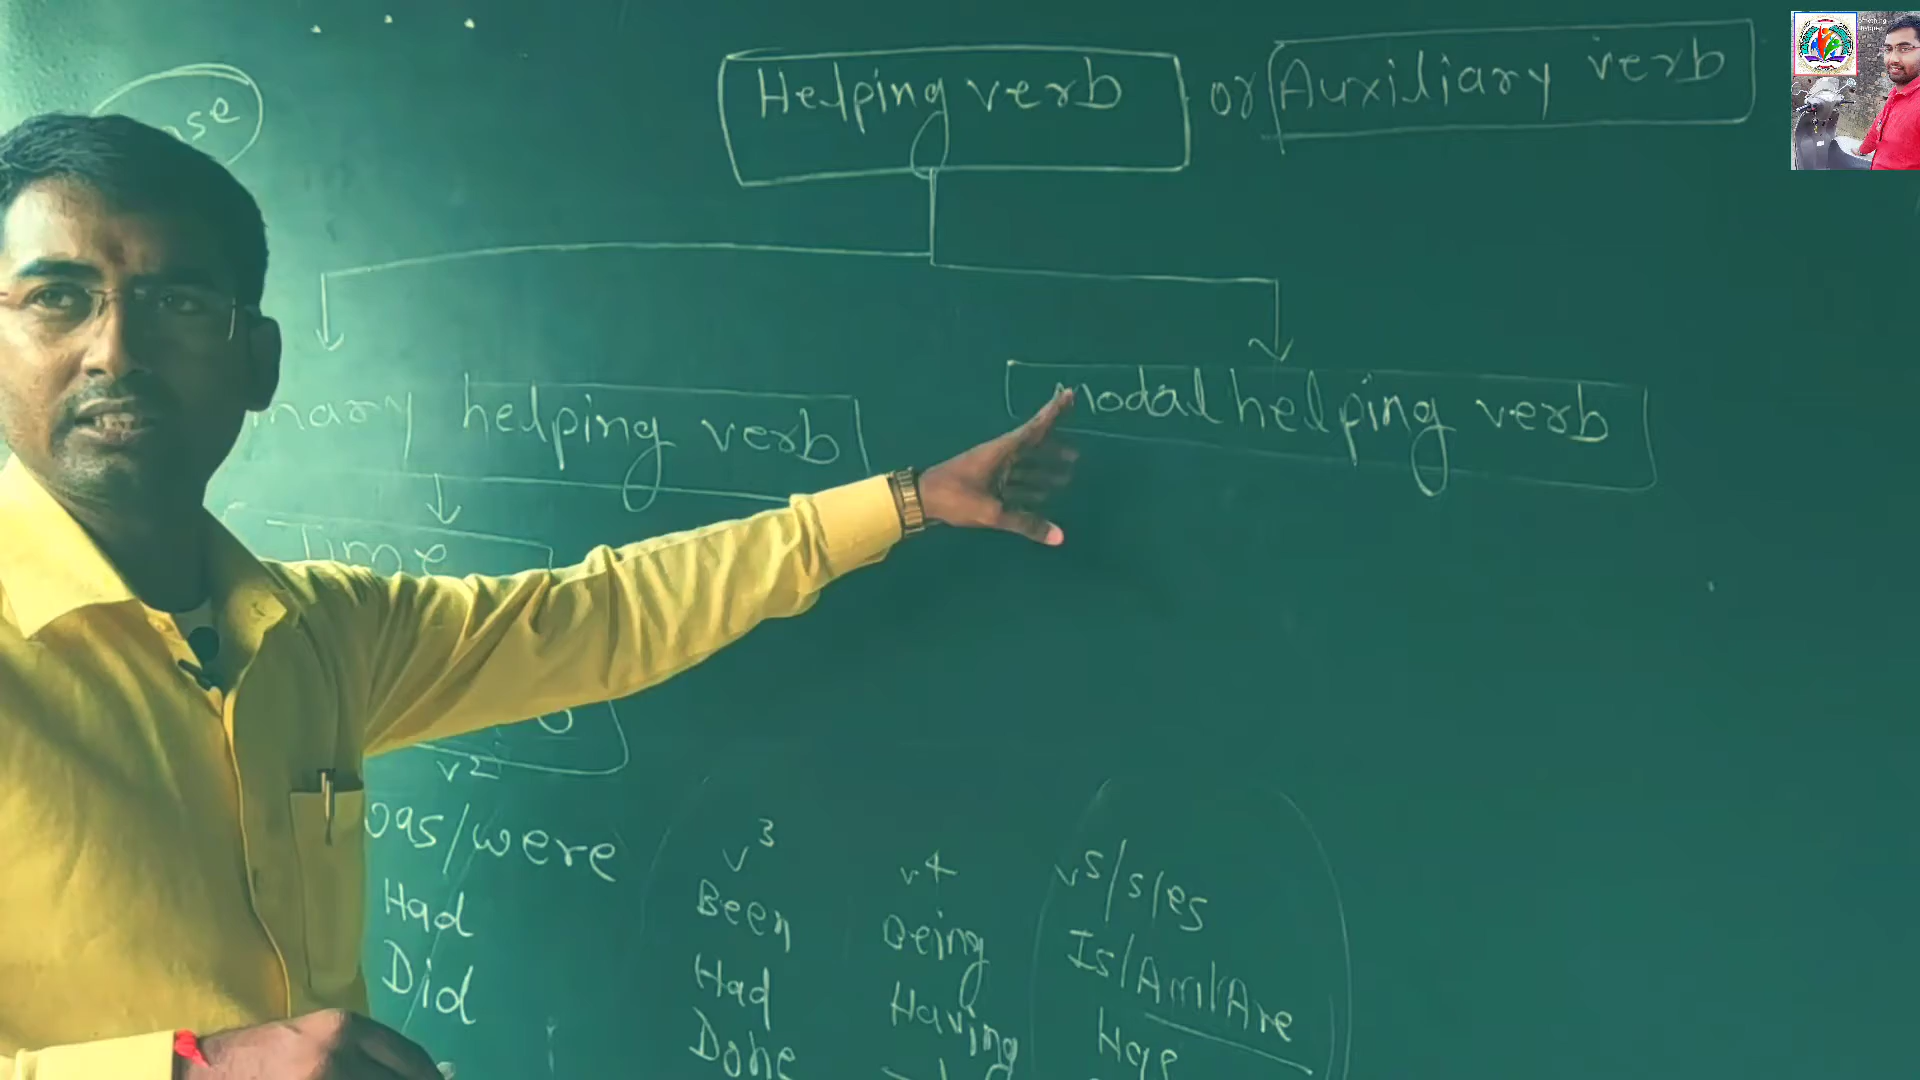 Helping verb or Auxiliary verb
helping verb
modal helping verb
Time
v2
was/were
v3
v4
v5/s/es
Been
Being
Is/Am/Are
Had
Had
Having
Did
Done